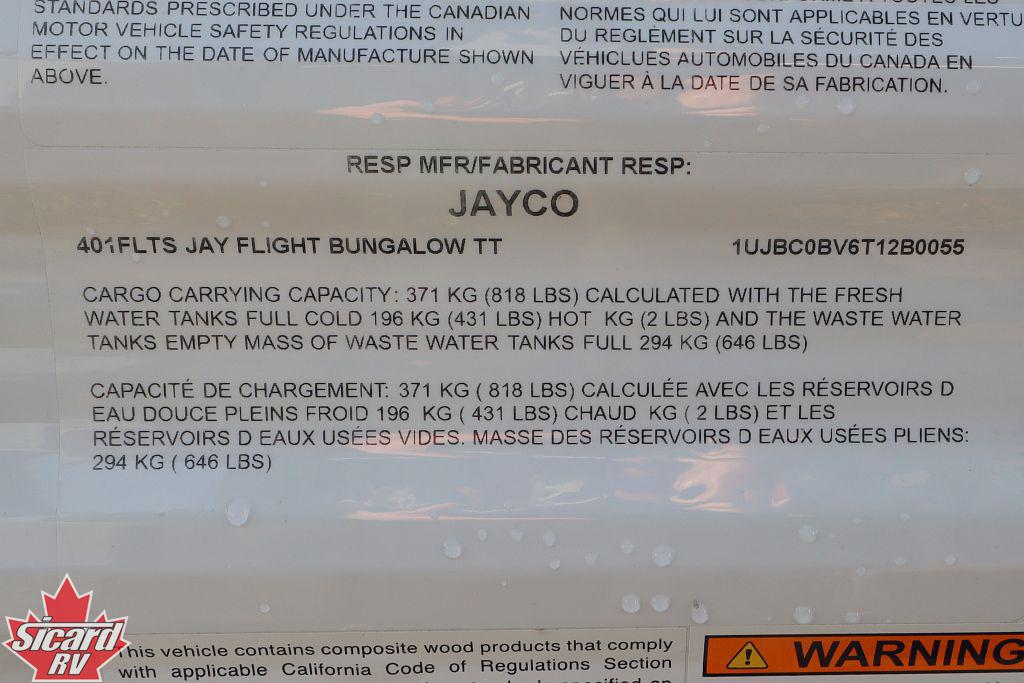 STANDARDS PRESCRIBED UNDER THE CANADIAN
MOTOR VEHICLE SAFETY REGULATIONS IN
EFFECT ON THE DATE OF MANUFACTURE SHOWN
ABOVE.
NORMES QUI LUI SONT APPLICABLES EN VERTU
DU REGLEMENT SUR LA SÉCURITÉ DES
VÉHICLUES AUTOMOBILES DU CANADA EN
VIGUER À LA DATE DE SA FABRICATION.
RESP MFR/FABRICANT RESP:
JAYCO
401FLTS JAY FLIGHT BUNGALOW TT 1UJBC0BV6T12B0055
CARGO CARRYING CAPACITY: 371 KG (818 LBS) CALCULATED WITH THE FRESH
WATER TANKS FULL COLD 196 KG (431 LBS) HOT KG (2 LBS) AND THE WASTE WATER
TANKS EMPTY MASS OF WASTE WATER TANKS FULL 294 KG (646 LBS)
CAPACITÉ DE CHARGEMENT: 371 KG ( 818 LBS) CALCULÉE AVEC LES RÉSERVOIRS D
EAU DOUCE PLEINS FROID 196 KG ( 431 LBS) CHAUD KG ( 2 LBS) ET LES
RÉSERVOIRS D EAUX USÉES VIDES. MASSE DES RÉSERVOIRS D EAUX USÉES PLIENS:
294 KG ( 646 LBS)
Sicard
RV
This vehicle contains composite wood products that comply
with applicable California Code of Regulations Section
WARNING